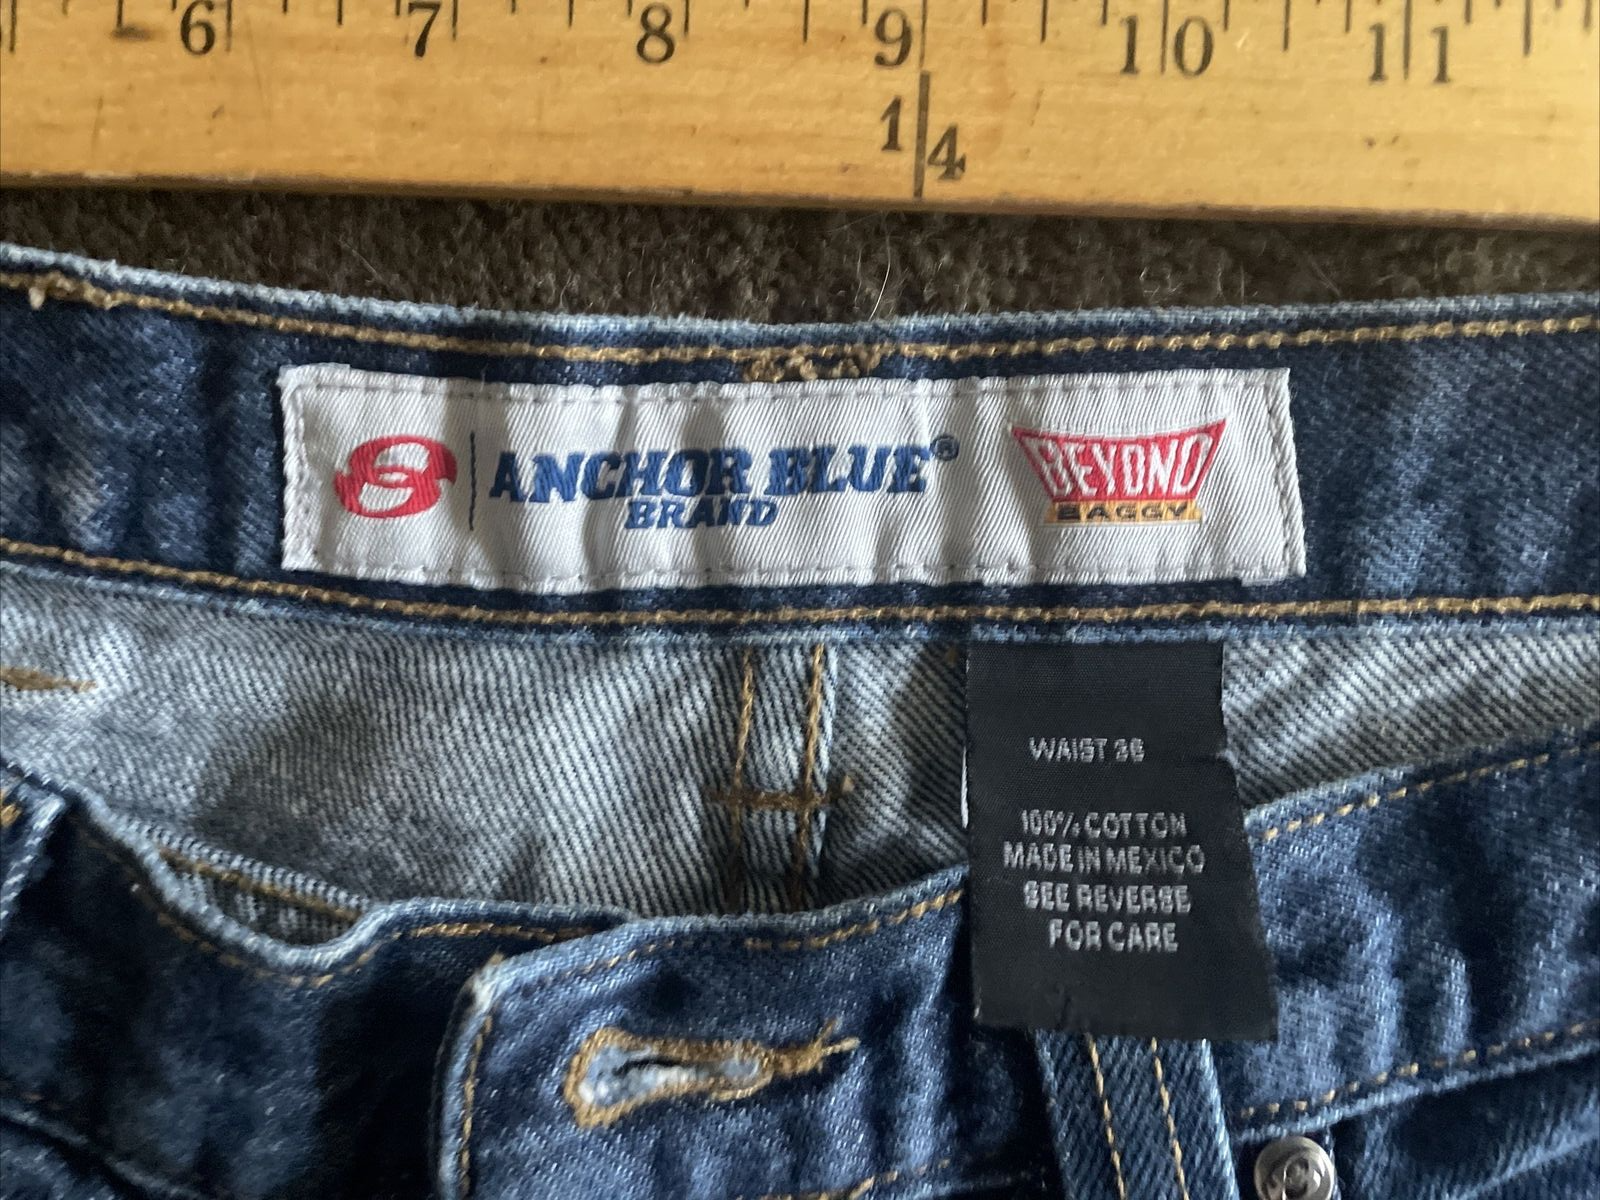 6 7 8 9 10 11
1/4
ANCHOR BLUE®
BRAND
BEYOND
BAGGY
WAIST 36
100% COTTON
MADE IN MEXICO
SEE REVERSE
FOR CARE